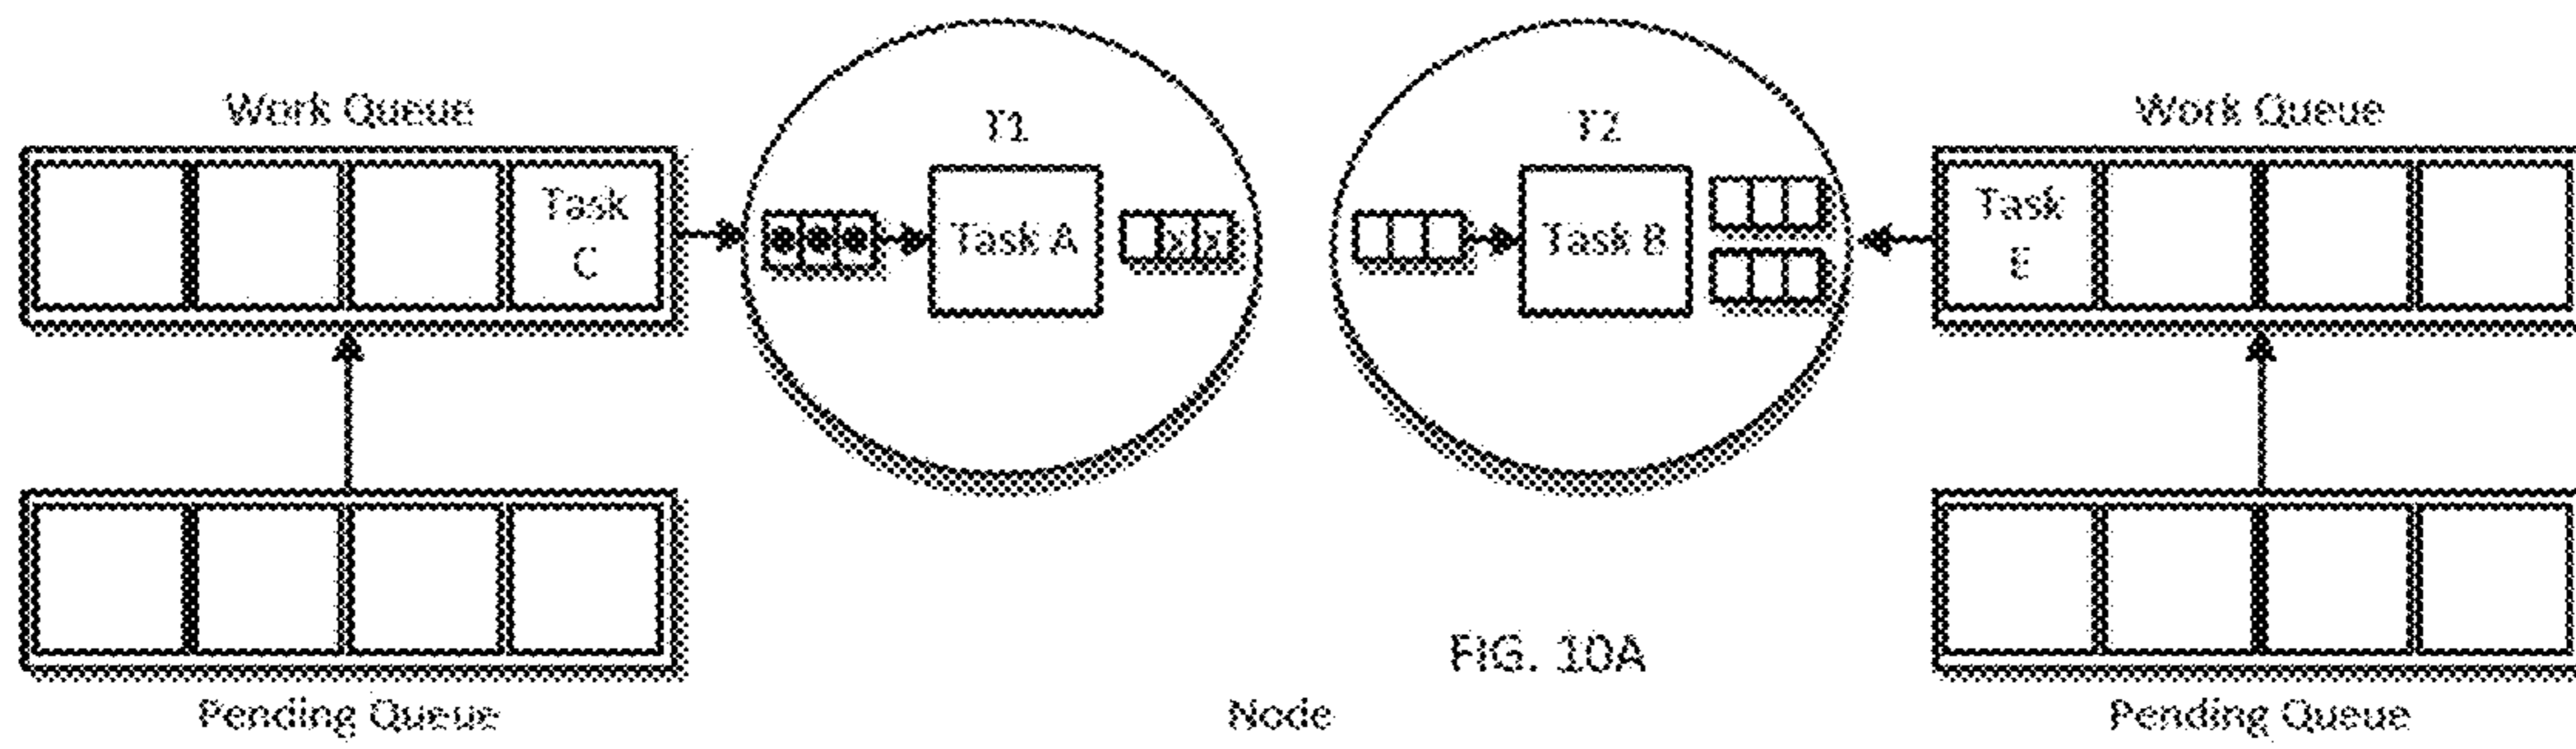 Work Queue
T1
T2
Work Queue
Task
C
Task A
Task B
Task
E
FIG. 10A
Pending Queue
Node
Pending Queue